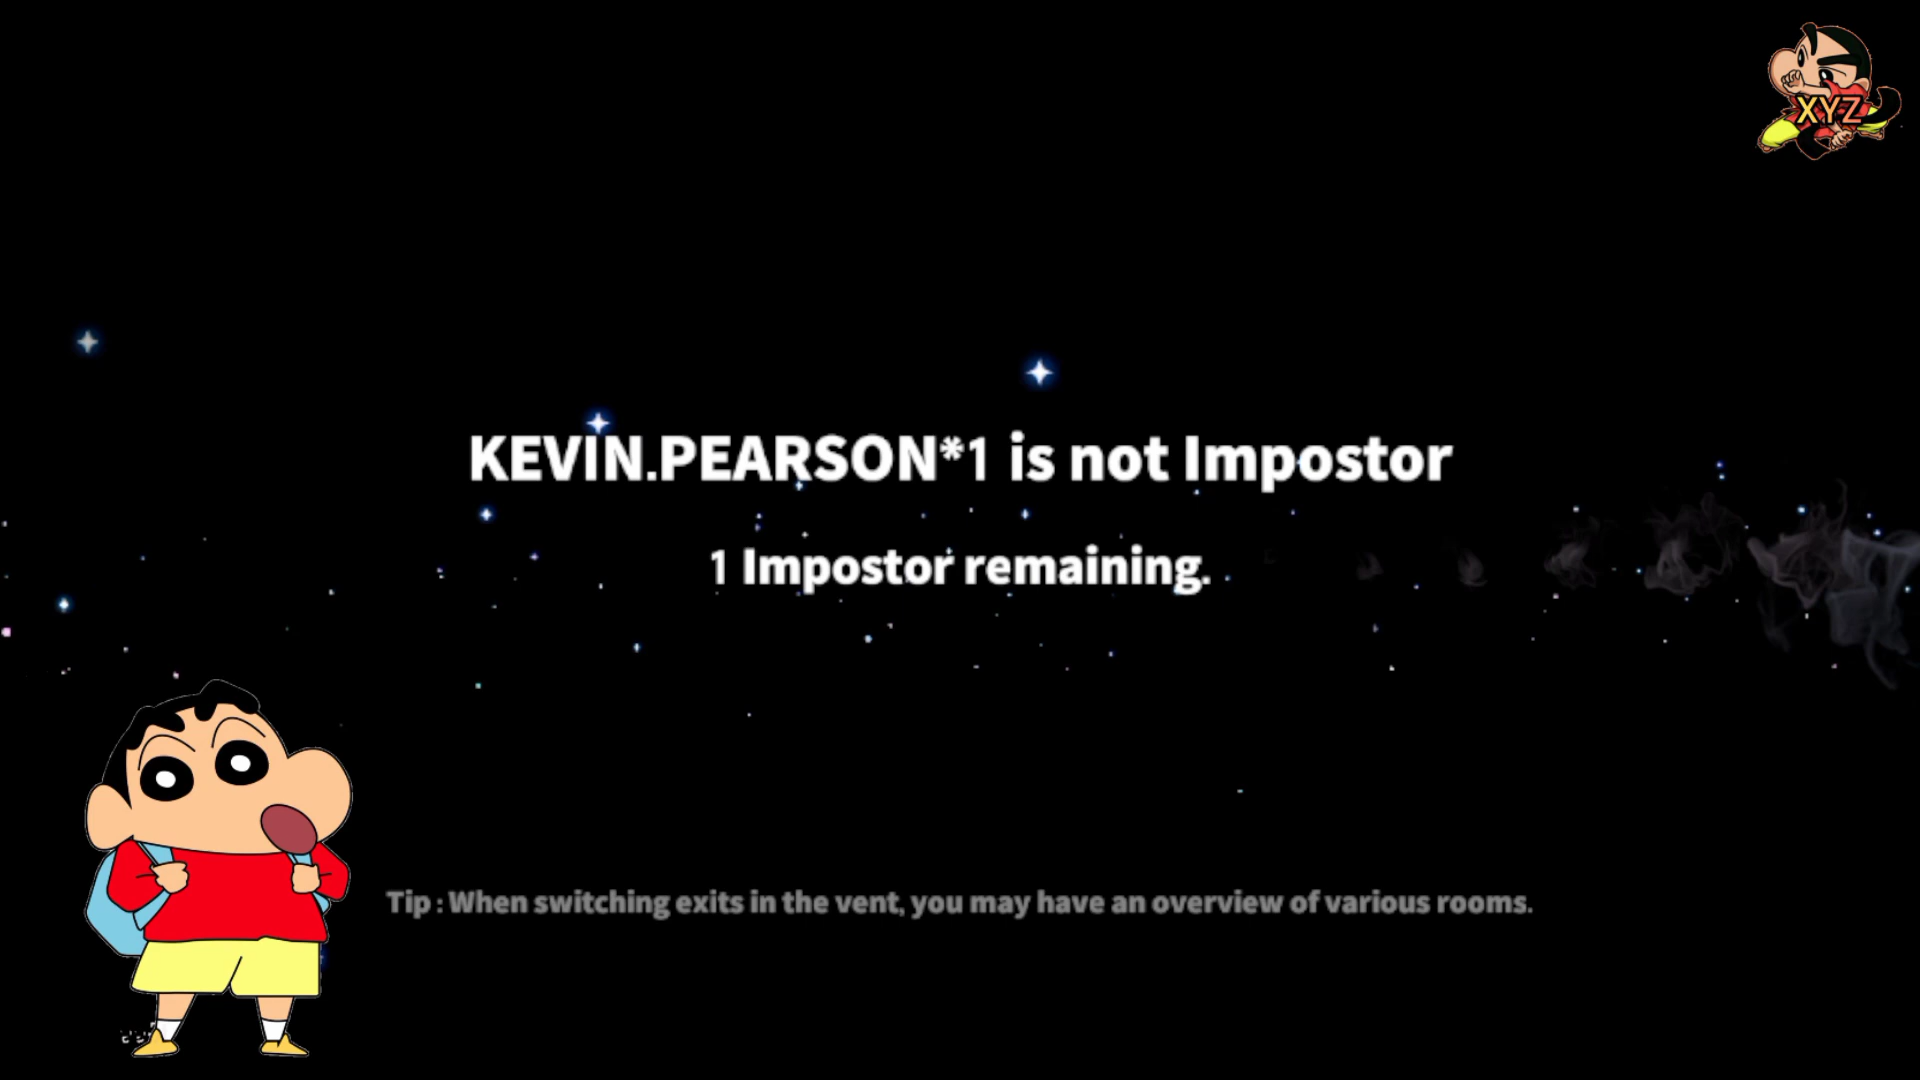 XYZ
KEVIN.PEARSON*1 is not Impostor
1 Impostor remaining.
Tip : When switching exits in the vent, you may have an overview of various rooms.